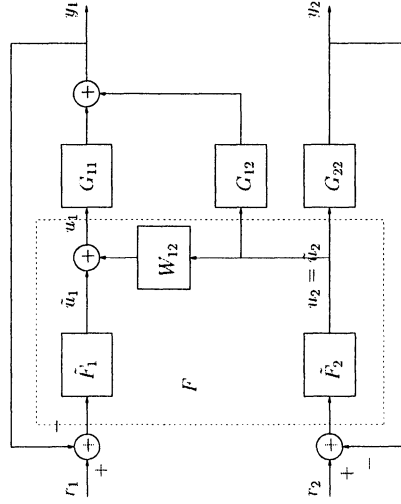 y₁
y₂
+
G₁₁
G₁₂
G₂₂
u₁
+
W₁₂
ũ₁
u₂ = ũ₂
F̃₁
F
F̃₂
−
+
+
r₁
+
+
−
r₂